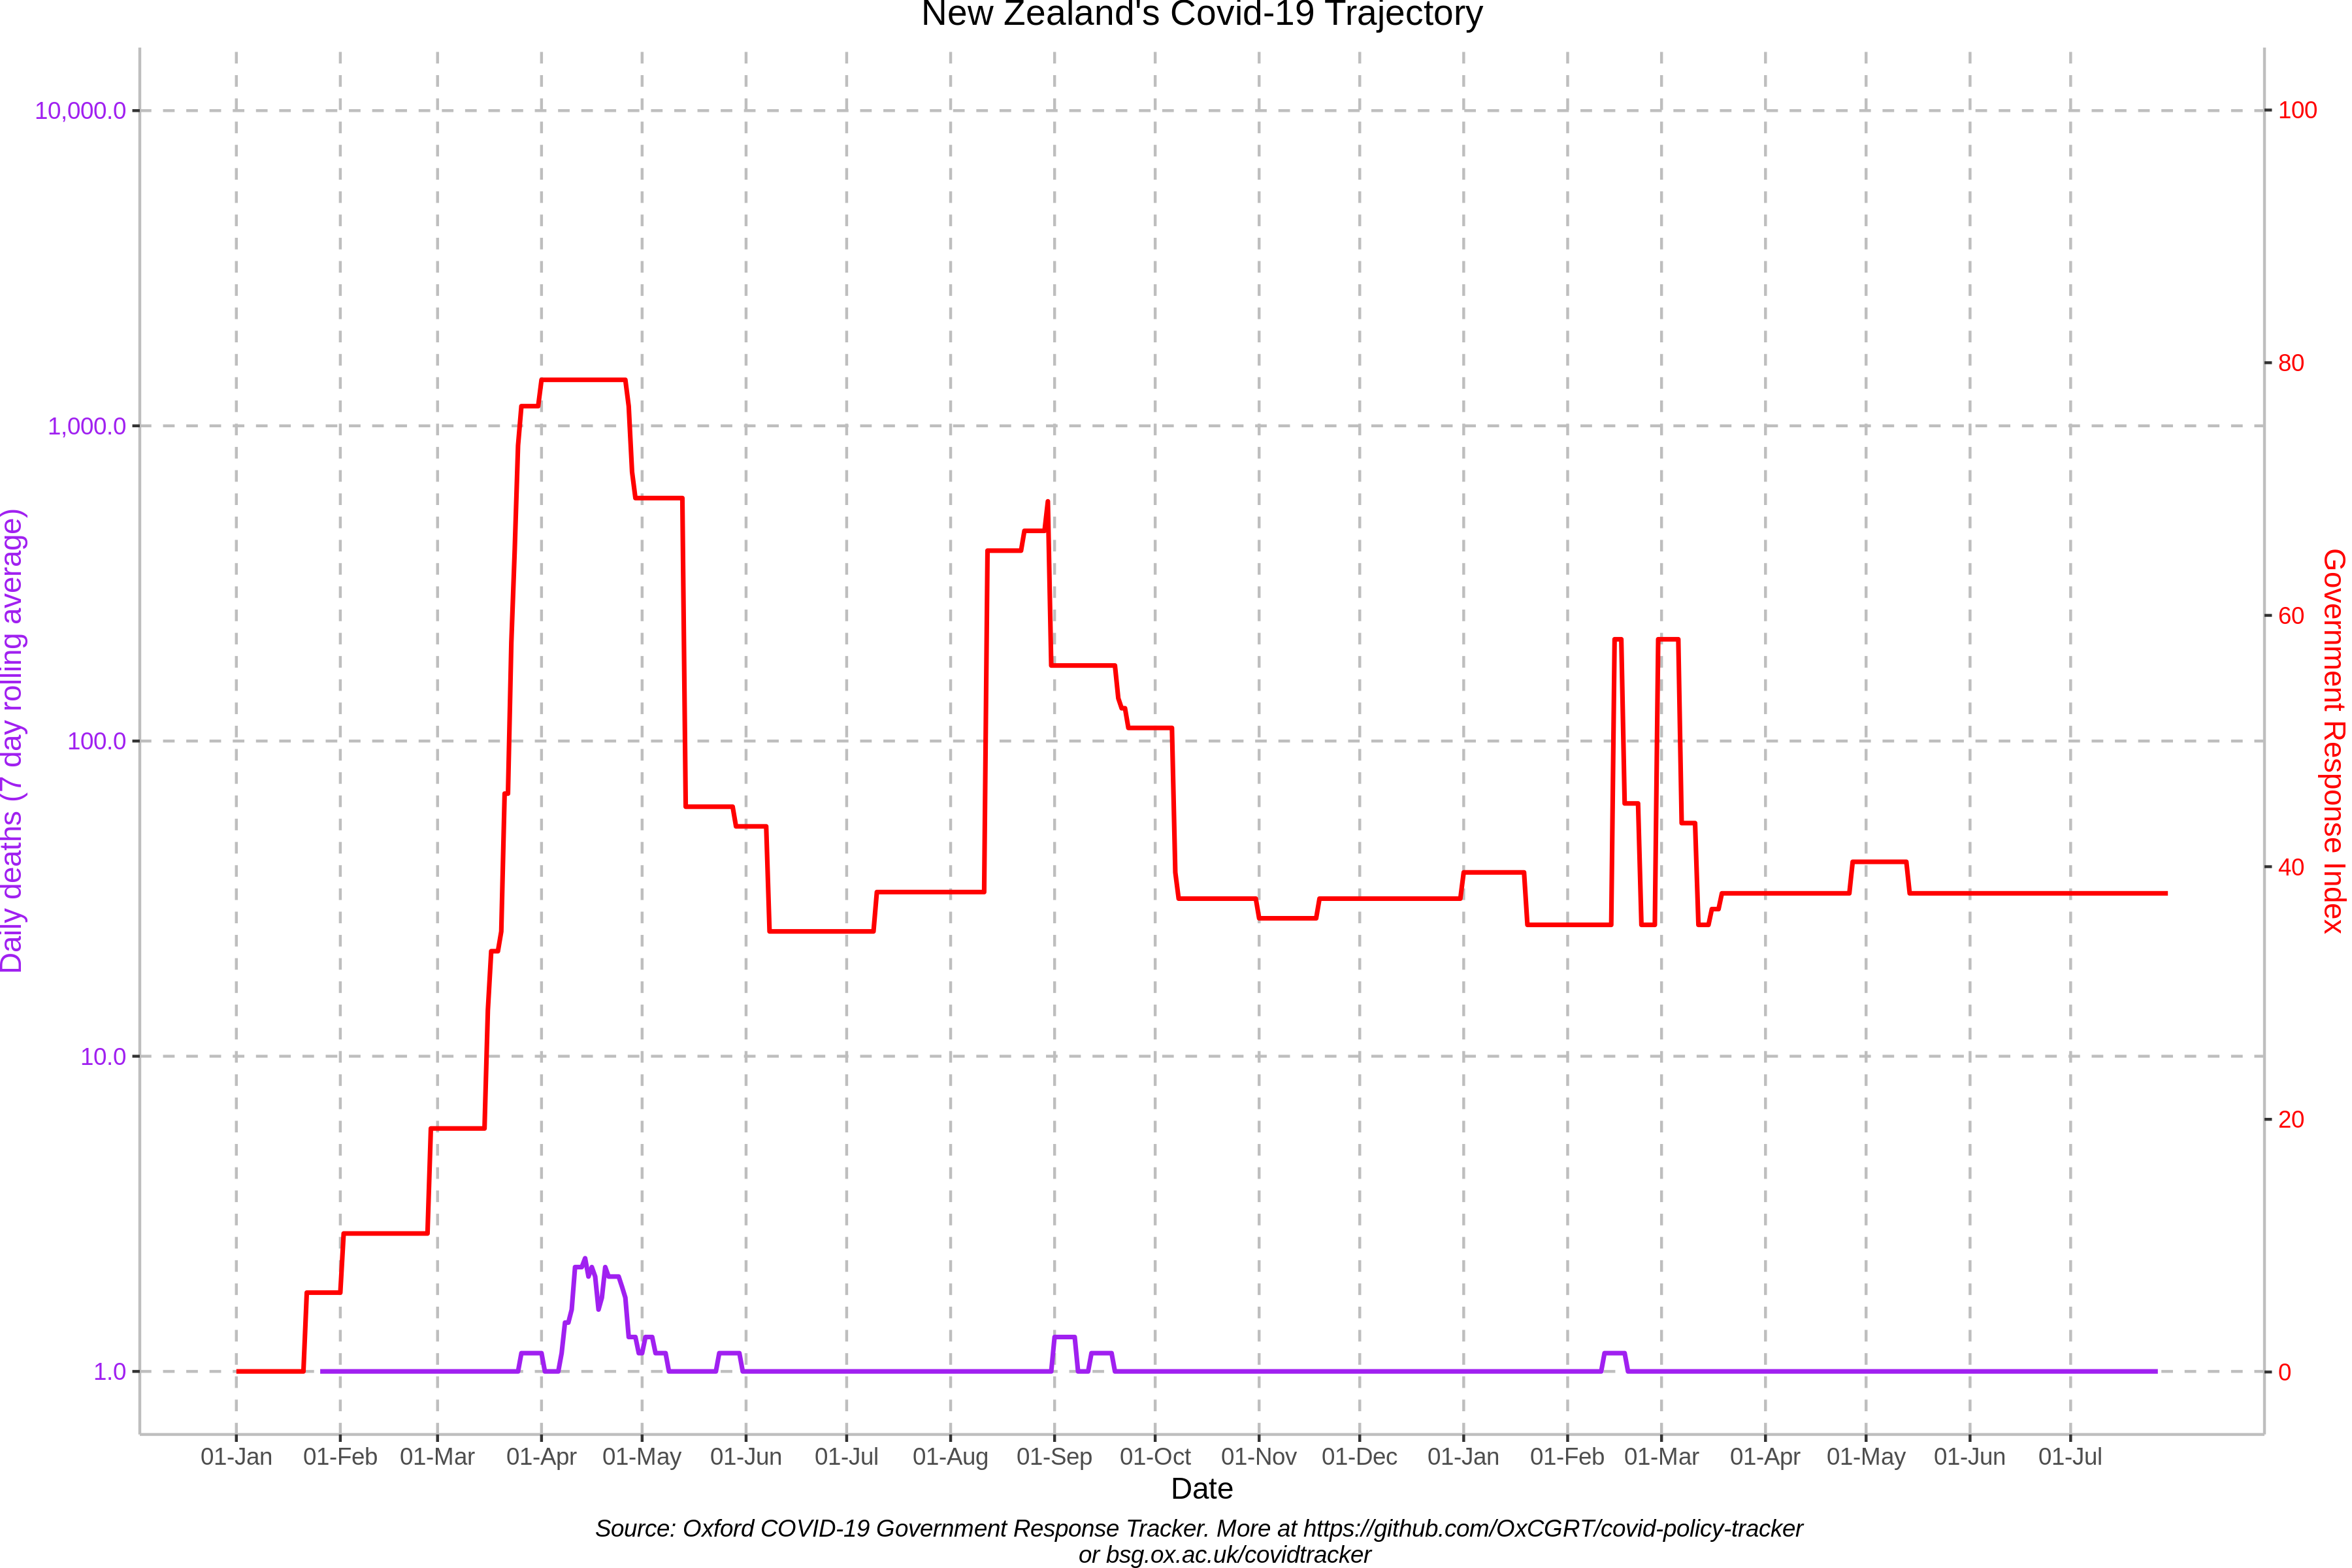 New Zealand's Covid-19 Trajectory
10,000.0
1,000.0
100.0
10.0
1.0
Daily deaths (7 day rolling average)
100
80
60
40
20
0
Government Response Index
01-Jan 01-Feb 01-Mar 01-Apr 01-May 01-Jun 01-Jul 01-Aug 01-Sep 01-Oct 01-Nov 01-Dec 01-Jan 01-Feb 01-Mar 01-Apr 01-May 01-Jun 01-Jul
Date
Source: Oxford COVID-19 Government Response Tracker. More at https://github.com/OxCGRT/covid-policy-tracker
or bsg.ox.ac.uk/covidtracker